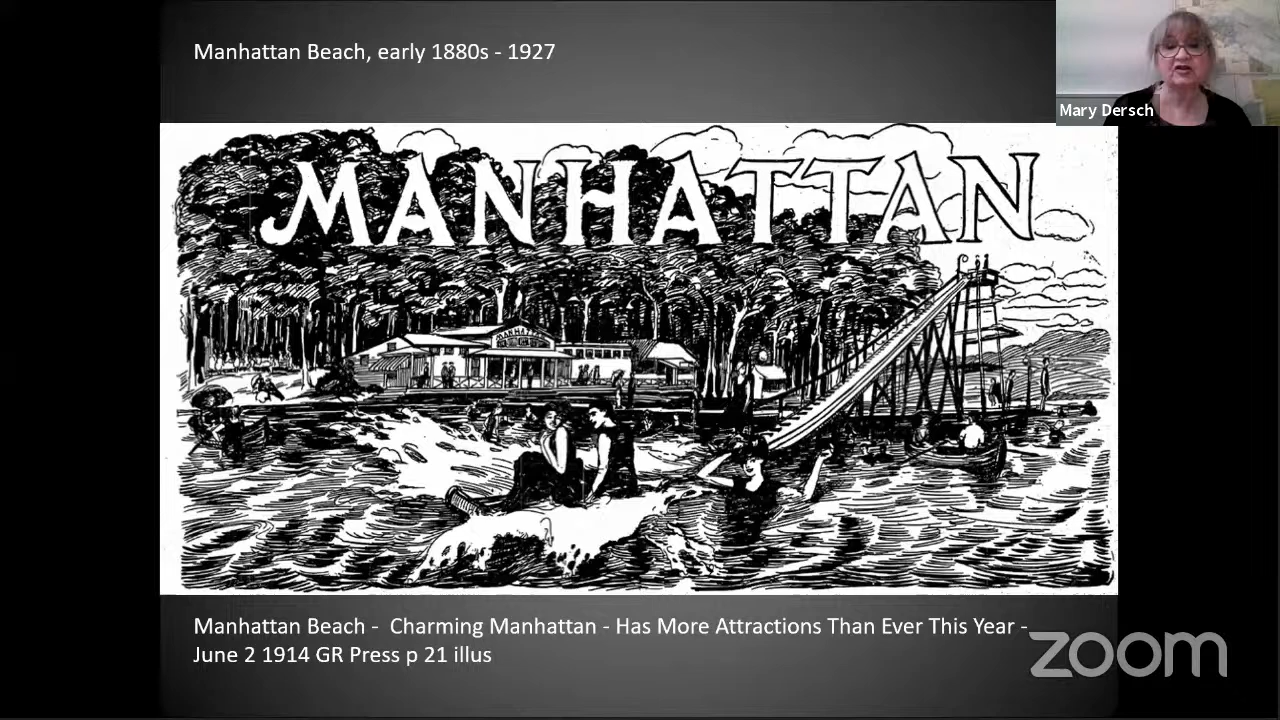 Manhattan Beach, early 1880s - 1927
Mary Dersch
MANHATTAN
Manhattan Beach -  Charming Manhattan - Has More Attractions Than Ever This Year -
June 2 1914 GR Press p 21 illus
zoom